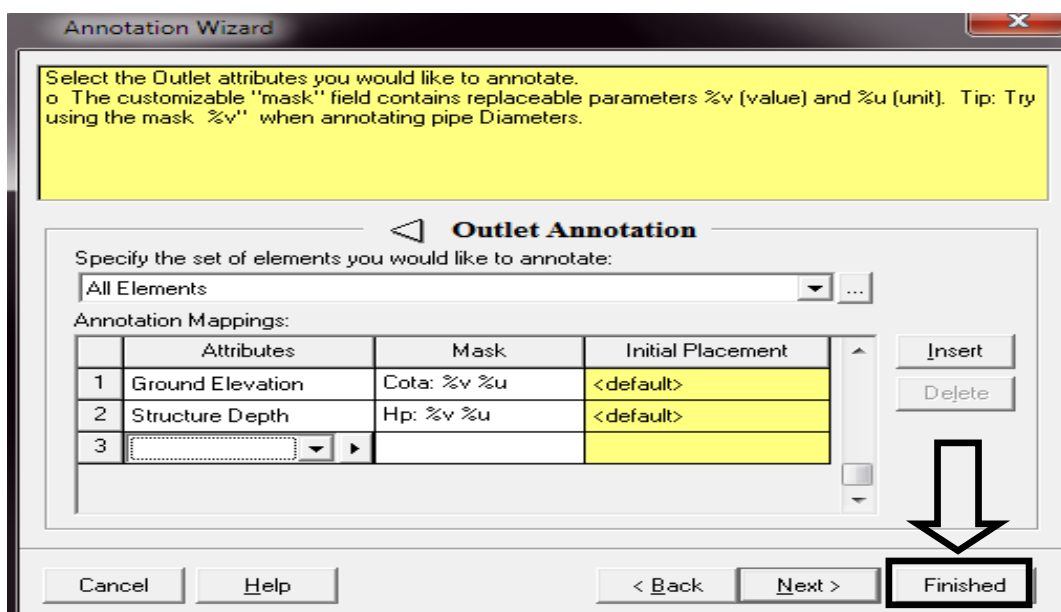 Annotation Wizard
Select the Outlet attributes you would like to annotate.
o The customizable "mask" field contains replaceable parameters %v (value) and %u (unit). Tip: Try
using the mask %v" when annotating pipe Diameters.
Outlet Annotation
Specify the set of elements you would like to annotate:
All Elements
...
Annotation Mappings:
Attributes Mask Initial Placement
1 Ground Elevation Cota: %v %u <default>
2 Structure Depth Hp: %v %u <default>
3
Insert
Delete
Cancel Help < Back Next > Finished